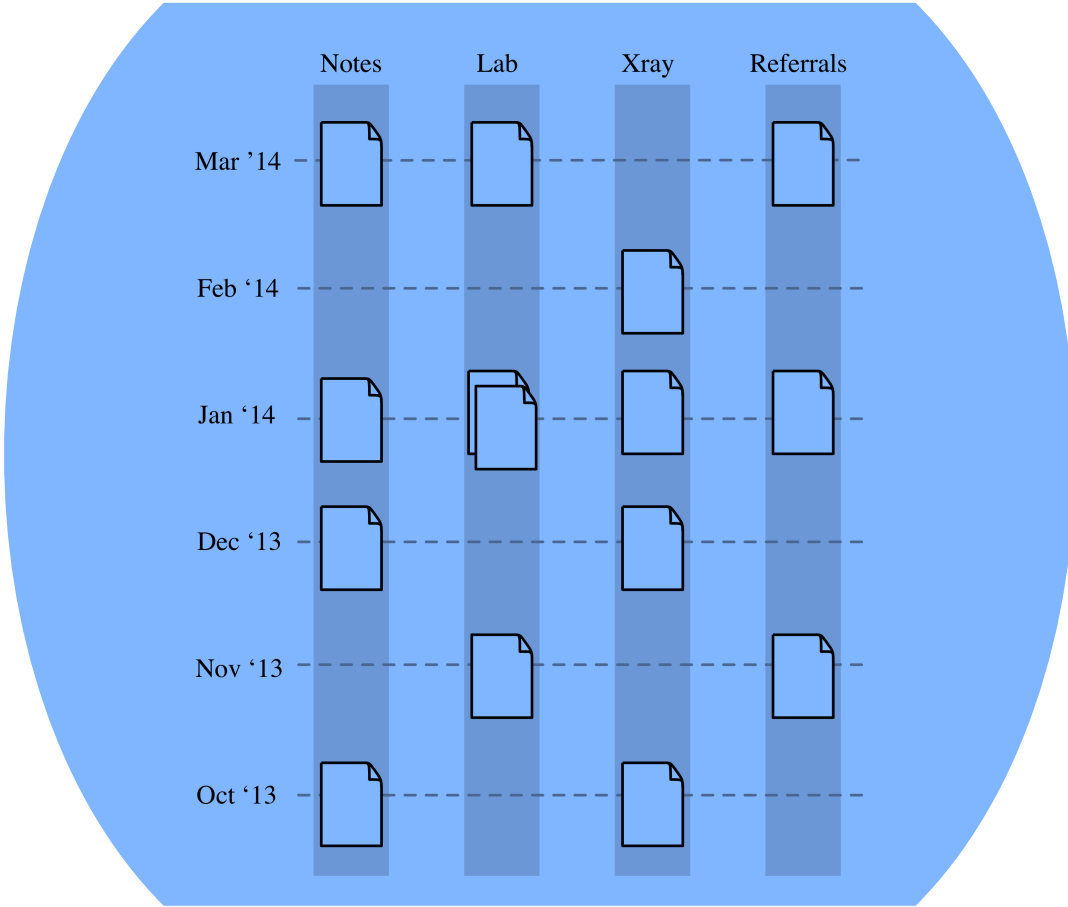 Notes Lab Xray Referrals
Mar ’14
Feb ‘14
Jan ‘14
Dec ‘13
Nov ‘13
Oct ‘13